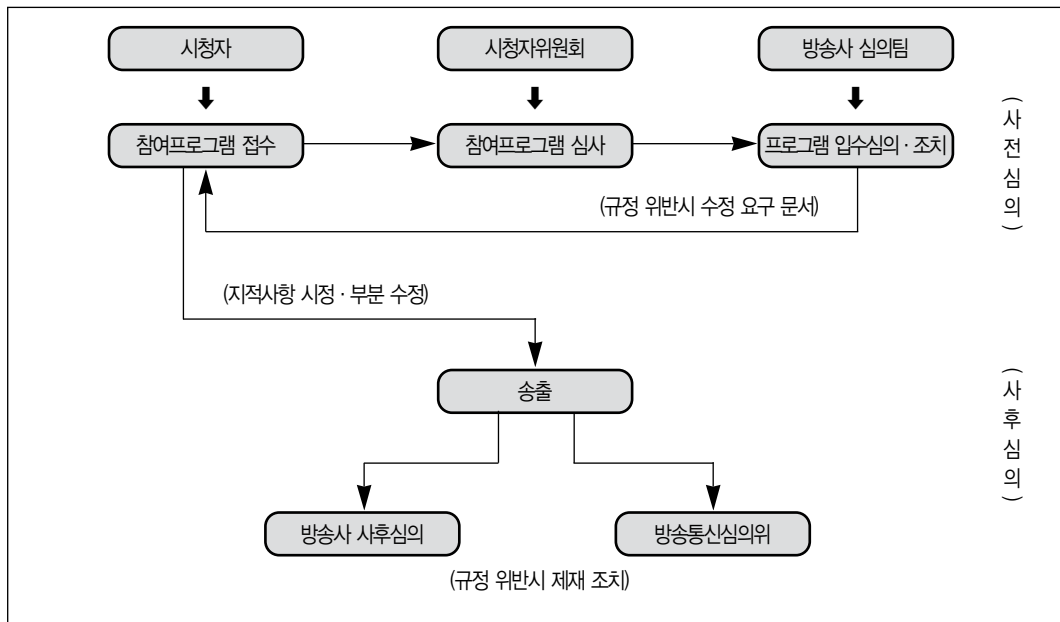 시청자
시청자위원회
방송사 심의팀
참여프로그램 접수
참여프로그램 심사
프로그램 입수심의 · 조치
(사전심의)
(규정 위반시 수정 요구 문서)
(지적사항 시정 · 부분 수정)
송출
(사후심의)
방송사 사후심의
방송통신심의위
(규정 위반시 제재 조치)